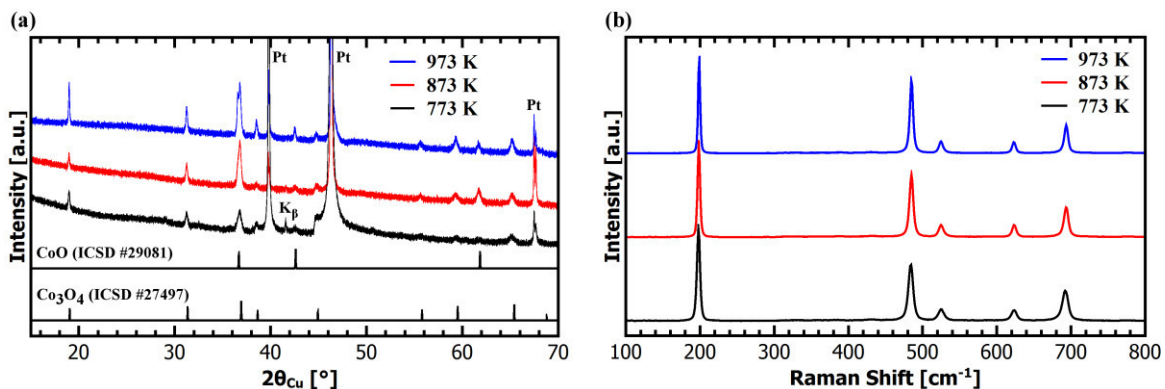 (a)
Intensity [a.u.]
Pt
Pt
Pt
973 K
873 K
773 K
Kβ
CoO (ICSD #29081)
Co3O4 (ICSD #27497)
20 30 40 50 60 70
2θCu [°]
(b)
Intensity [a.u.]
973 K
873 K
773 K
100 200 300 400 500 600 700 800
Raman Shift [cm-1]